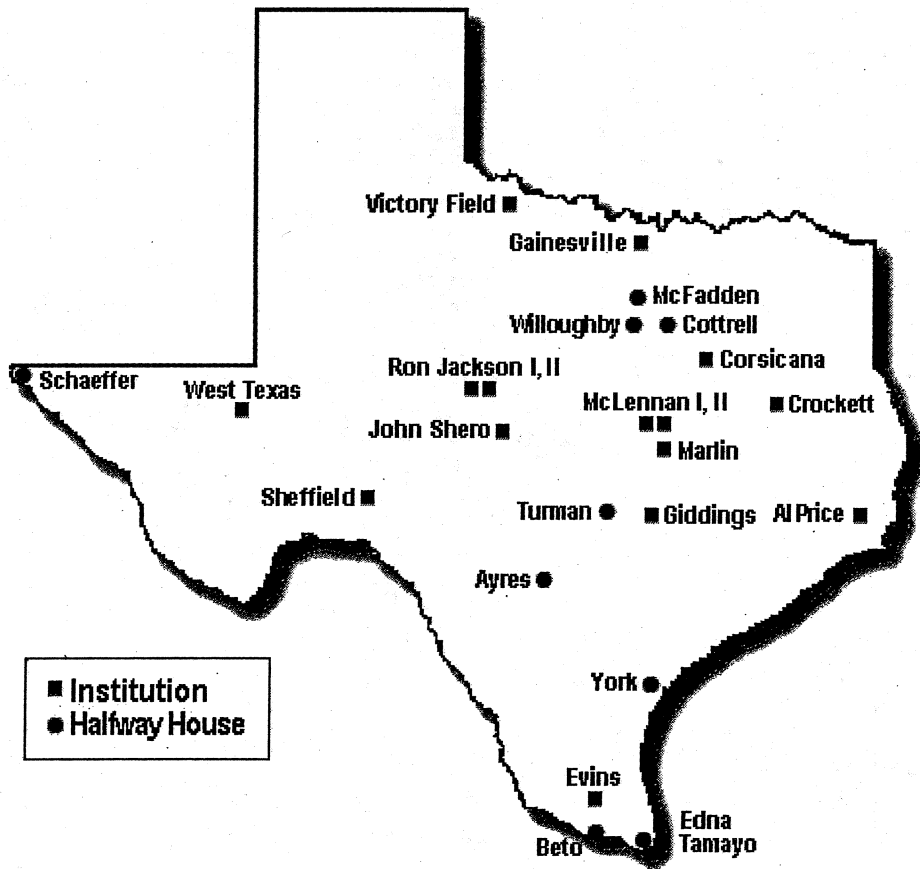 Victory Field
Gainesville
McFadden
Willoughby
Cottrell
Corsicana
Schaeffer
West Texas
Ron Jackson I, II
McLennan I, II
Crockett
John Shero
Marlin
Sheffield
Turman
Giddings
Al Price
Ayres
York
Institution
Halfway House
Evins
Beto
Edna
Tamayo